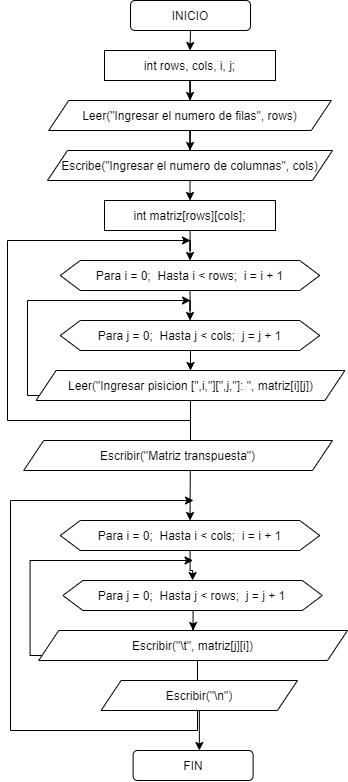 INICIO
int rows, cols, i, j;
Leer("Ingresar el numero de filas", rows)
Escribe("Ingresar el numero de columnas", cols)
int matriz[rows][cols];
Para i = 0; Hasta i < rows; i = i + 1
Para j = 0; Hasta j < cols; j = j + 1
Leer("Ingresar pisicion [",i,"][",j,"]: ", matriz[i][j])
Escribir("Matriz transpuesta")
Para i = 0; Hasta i < cols; i = i + 1
Para j = 0; Hasta j < rows; j = j + 1
Escribir("\t", matriz[j][i])
Escribir("\n")
FIN